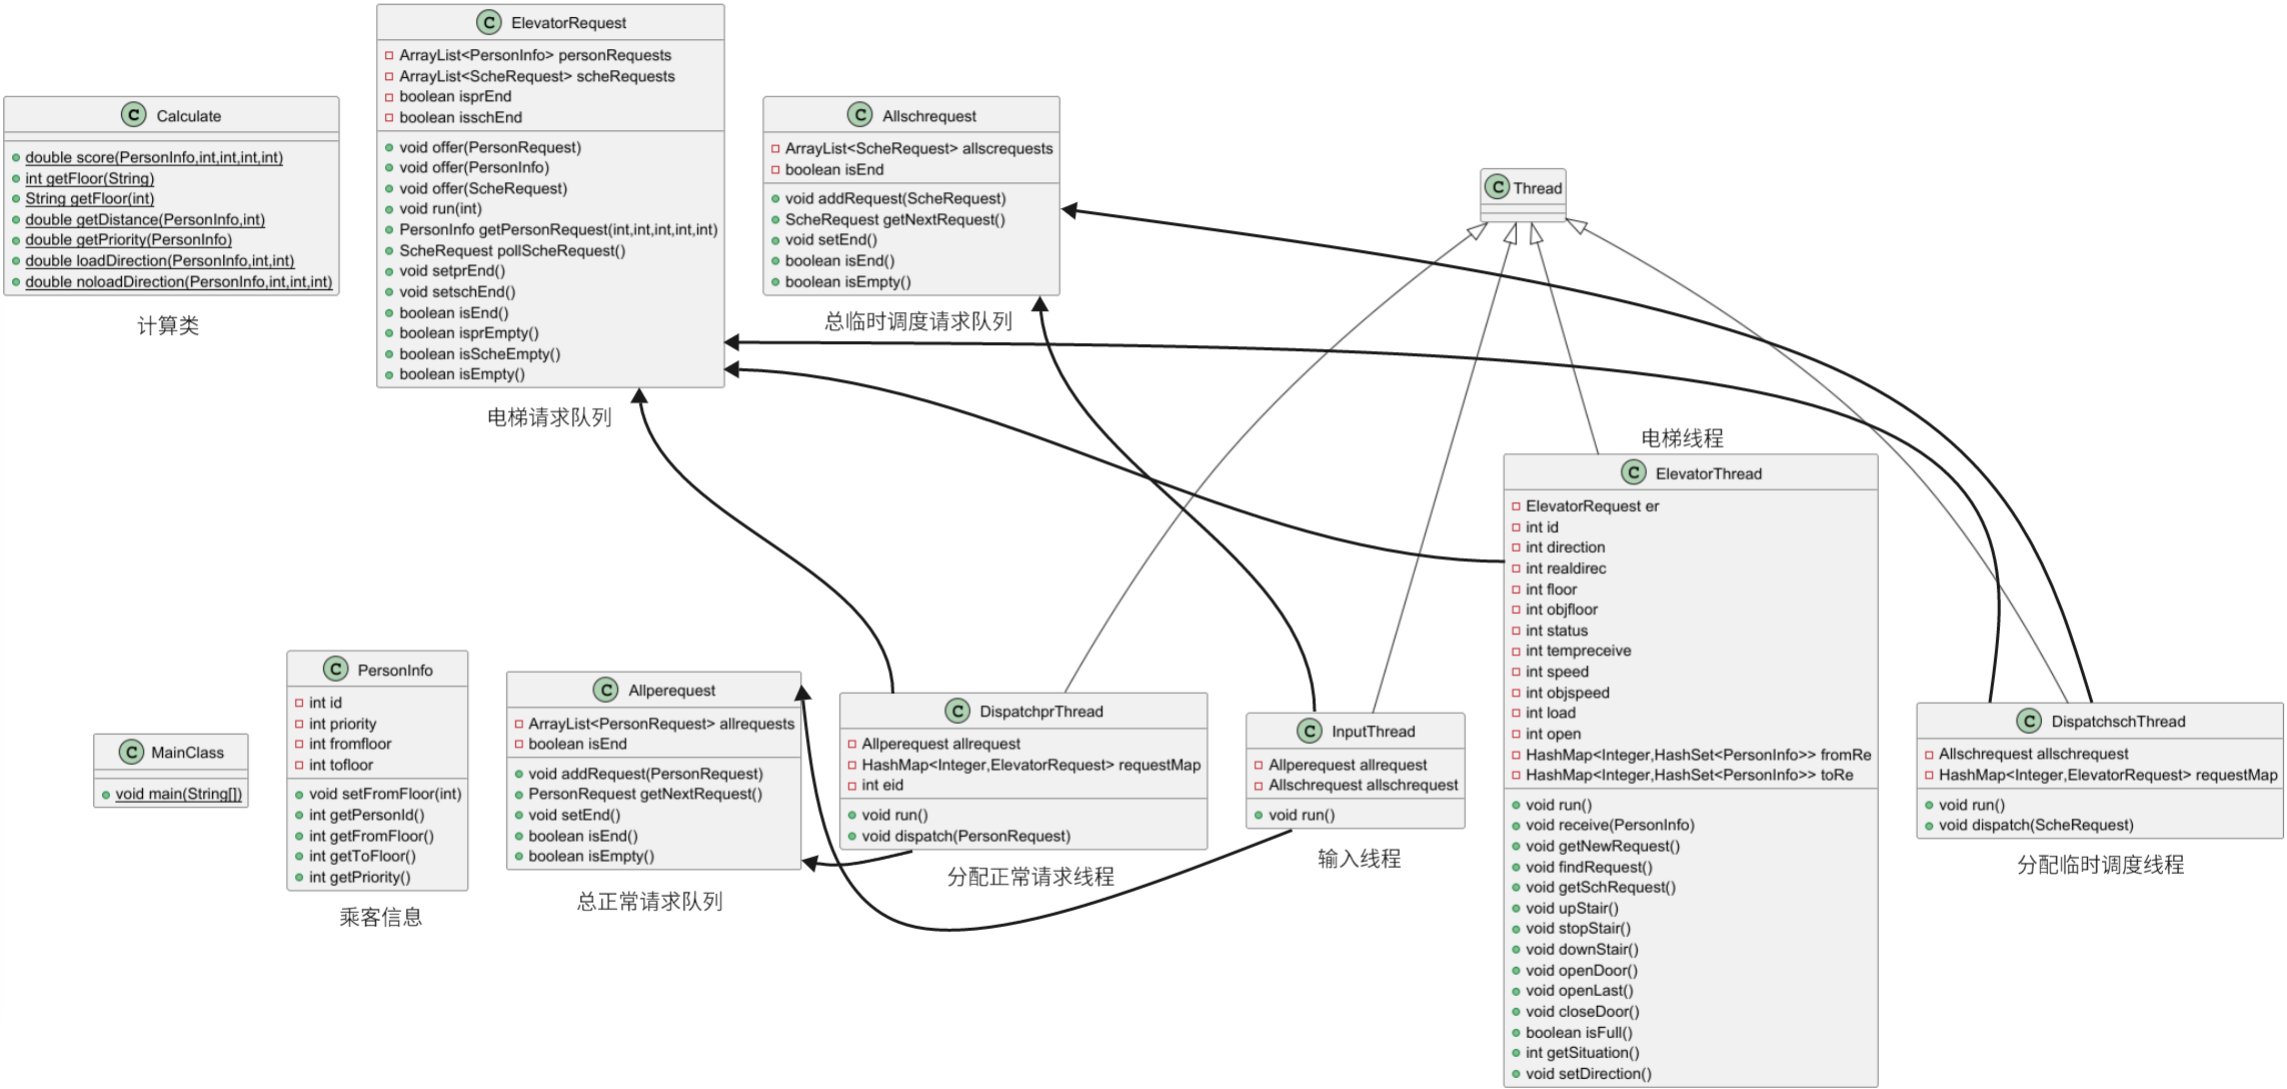 C Calculate
double score(PersonInfo,int,int,int,int)
int getFloor(String)
String getFloor(int)
double getDistance(PersonInfo,int)
double getPriority(PersonInfo)
double loadDirection(PersonInfo,int,int)
double noloadDirection(PersonInfo,int,int,int)
计算类
C ElevatorRequest
ArrayList<PersonInfo> personRequests
ArrayList<ScheRequest> scheRequests
boolean isprEnd
boolean isschEnd
void offer(PersonRequest)
void offer(PersonInfo)
void offer(ScheRequest)
void run(int)
PersonInfo getPersonRequest(int,int,int,int,int)
ScheRequest pollScheRequest()
void setprEnd()
void setschEnd()
boolean isEnd()
boolean isprEmpty()
boolean isScheEmpty()
boolean isEmpty()
电梯请求队列
C Allschrequest
ArrayList<ScheRequest> allscrequests
boolean isEnd
void addRequest(ScheRequest)
ScheRequest getNextRequest()
void setEnd()
boolean isEnd()
boolean isEmpty()
总临时调度请求队列
C Thread
电梯线程
C ElevatorThread
ElevatorRequest er
int id
int direction
int realdirec
int floor
int objfloor
int status
int tempreceive
int speed
int objspeed
int load
int open
HashMap<Integer,HashSet<PersonInfo>> fromRe
HashMap<Integer,HashSet<PersonInfo>> toRe
void run()
void receive(PersonInfo)
void getNewRequest()
void findRequest()
void getSchRequest()
void upStair()
void stopStair()
void downStair()
void openDoor()
void openLast()
void closeDoor()
boolean isFull()
int getSituation()
void setDirection()
C MainClass
void main(String[])
C PersonInfo
int id
int priority
int fromfloor
int tofloor
void setFromFloor(int)
int getPersonId()
int getFromFloor()
int getToFloor()
int getPriority()
乘客信息
C Allperequest
ArrayList<PersonRequest> allrequests
boolean isEnd
void addRequest(PersonRequest)
PersonRequest getNextRequest()
void setEnd()
boolean isEnd()
boolean isEmpty()
总正常请求队列
C DispatchprThread
Allperequest allrequest
HashMap<Integer,ElevatorRequest> requestMap
int eid
void run()
void dispatch(PersonRequest)
分配正常请求线程
C InputThread
Allperequest allrequest
Allschrequest allschrequest
void run()
输入线程
C DispatchschThread
Allschrequest allschrequest
HashMap<Integer,ElevatorRequest> requestMap
void run()
void dispatch(ScheRequest)
分配临时调度线程